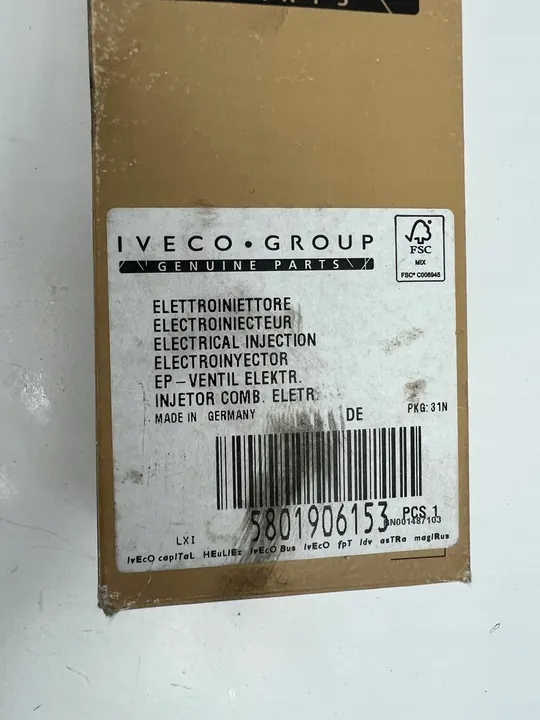 IVECO • GROUP
GENUINE PARTS
FSC
MIX
FSC® C008945
ELETTROINIETTORE
ELECTROINIECTEUR
ELECTRICAL INJECTION
ELECTROINYECTOR
EP-VENTIL ELEKTR.
INJETOR COMB. ELETR.
MADE IN GERMANY DE PKG: 31N
LXI 5801906153 PCS 1
BN001487103
IvEcO capITaL HEuLIEz IvEcO Bus IvEcO fpT Idv asTRa magIRus